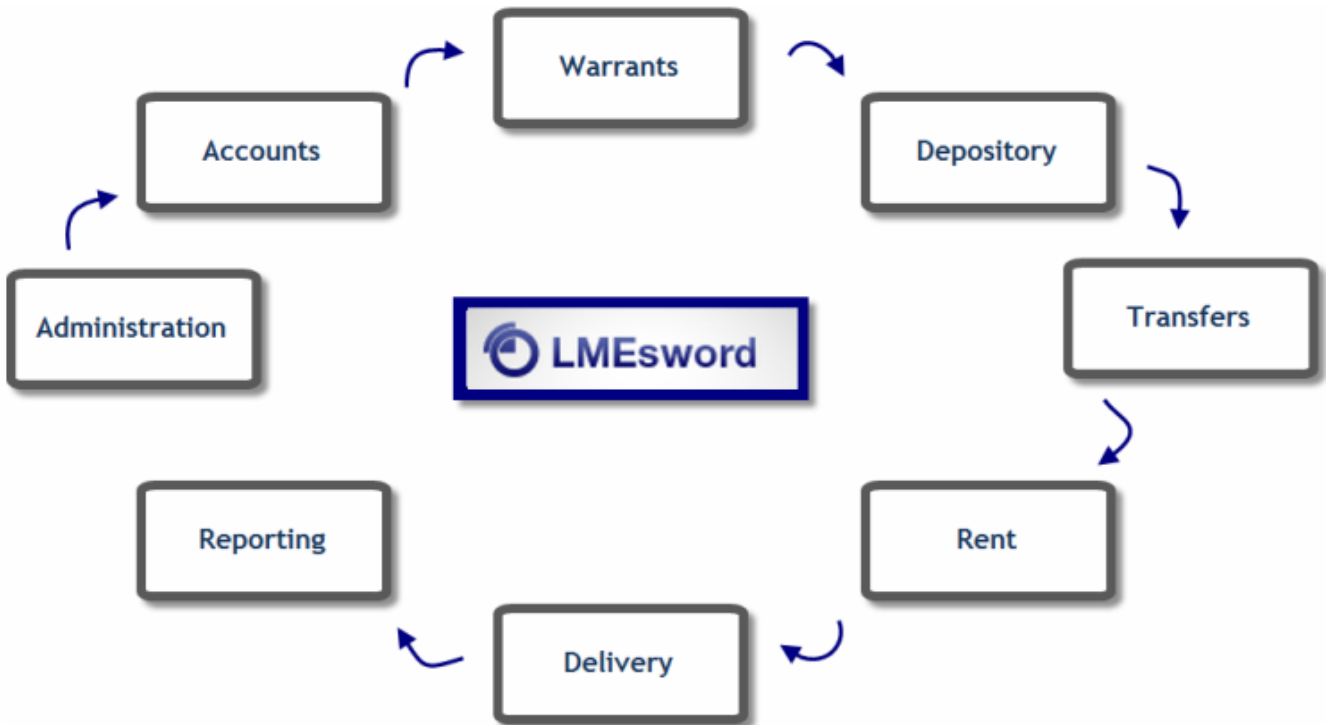 Warrants
Accounts
Depository
Administration
Transfers
LMEsword
Reporting
Rent
Delivery